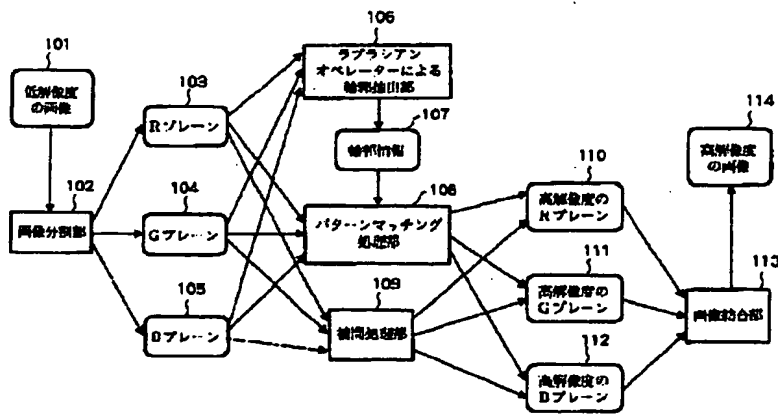 101
低解像度
の画像
102
画像分割部
103
Rプレーン
104
Gプレーン
105
Bプレーン
106
ラプラシアン
オペレーターによる
輪郭抽出部
107
輪郭情報
108
パターンマッチング
処理部
109
補間処理部
110
高解像度の
Rプレーン
111
高解像度の
Gプレーン
112
高解像度の
Bプレーン
113
画像結合部
114
高解像度
の画像